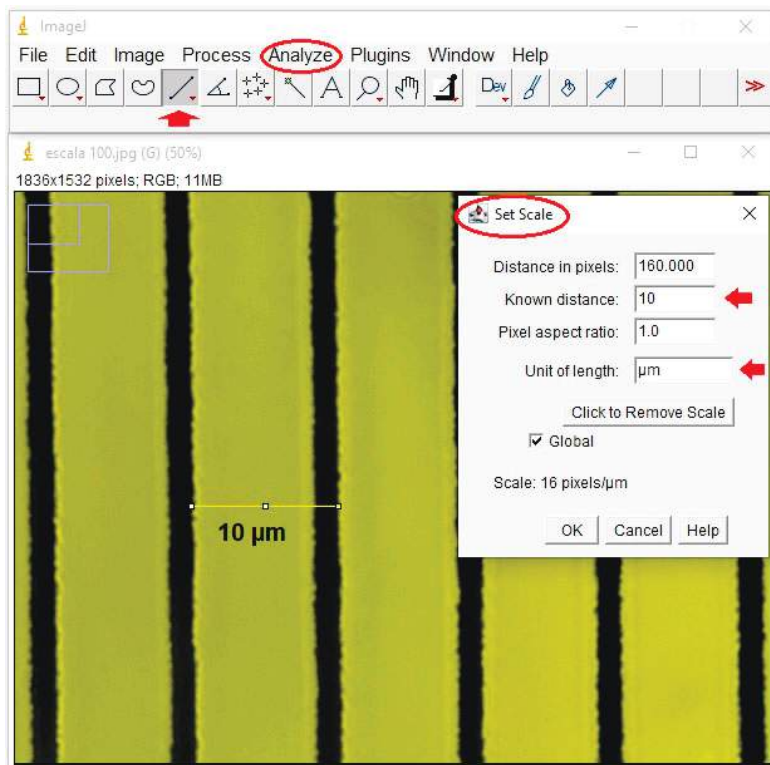 ImageJ
File Edit Image Process Analyze Plugins Window Help
A Dev >>
escala 100.jpg (G) (50%)
1836x1532 pixels; RGB; 11MB
Set Scale
Distance in pixels: 160.000
Known distance: 10
Pixel aspect ratio: 1.0
Unit of length: µm
Click to Remove Scale
Global
Scale: 16 pixels/µm
OK Cancel Help
10 µm